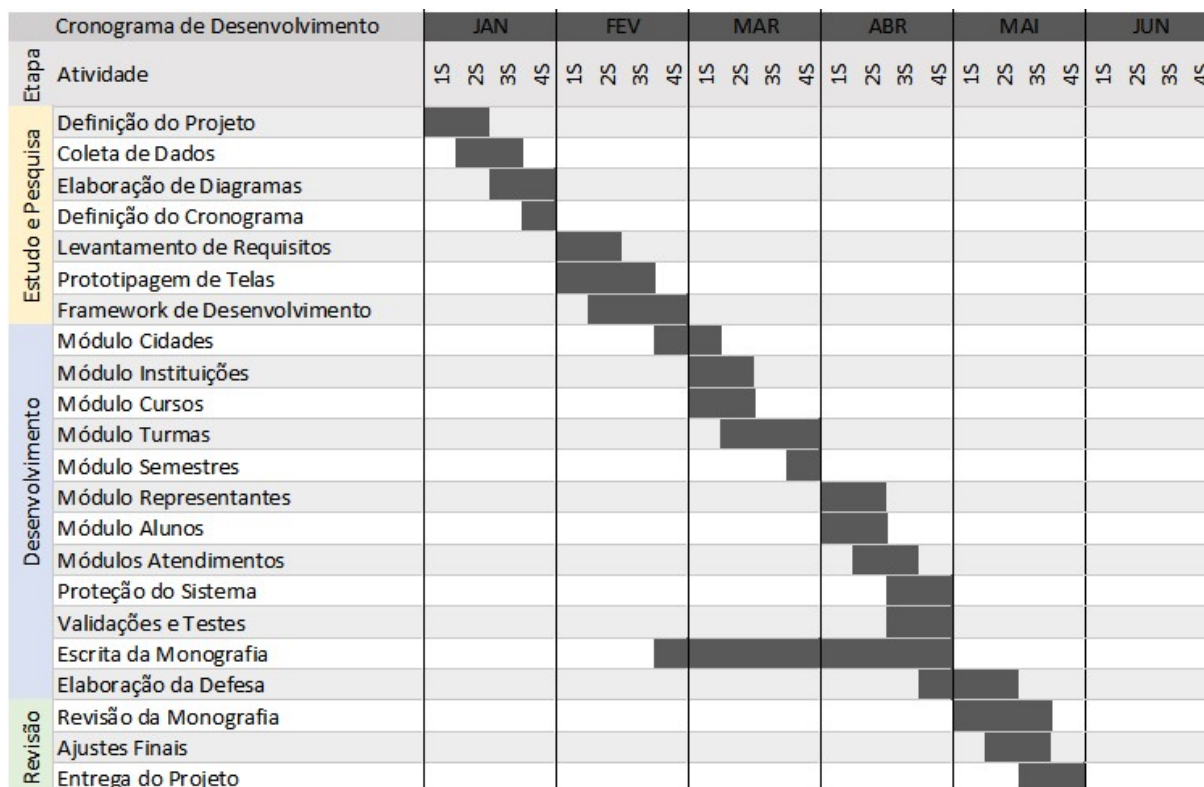 Cronograma de Desenvolvimento JAN FEV MAR ABR MAI JUN
Etapa Atividade 1S 2S 3S 4S 1S 2S 3S 4S 1S 2S 3S 4S 1S 2S 3S 4S 1S 2S 3S 4S 1S 2S 3S 4S
Estudo e Pesquisa
Definição do Projeto
Coleta de Dados
Elaboração de Diagramas
Definição do Cronograma
Levantamento de Requisitos
Prototipagem de Telas
Framework de Desenvolvimento
Desenvolvimento
Módulo Cidades
Módulo Instituições
Módulo Cursos
Módulo Turmas
Módulo Semestres
Módulo Representantes
Módulo Alunos
Módulos Atendimentos
Proteção do Sistema
Validações e Testes
Escrita da Monografia
Elaboração da Defesa
Revisão
Revisão da Monografia
Ajustes Finais
Entrega do Projeto